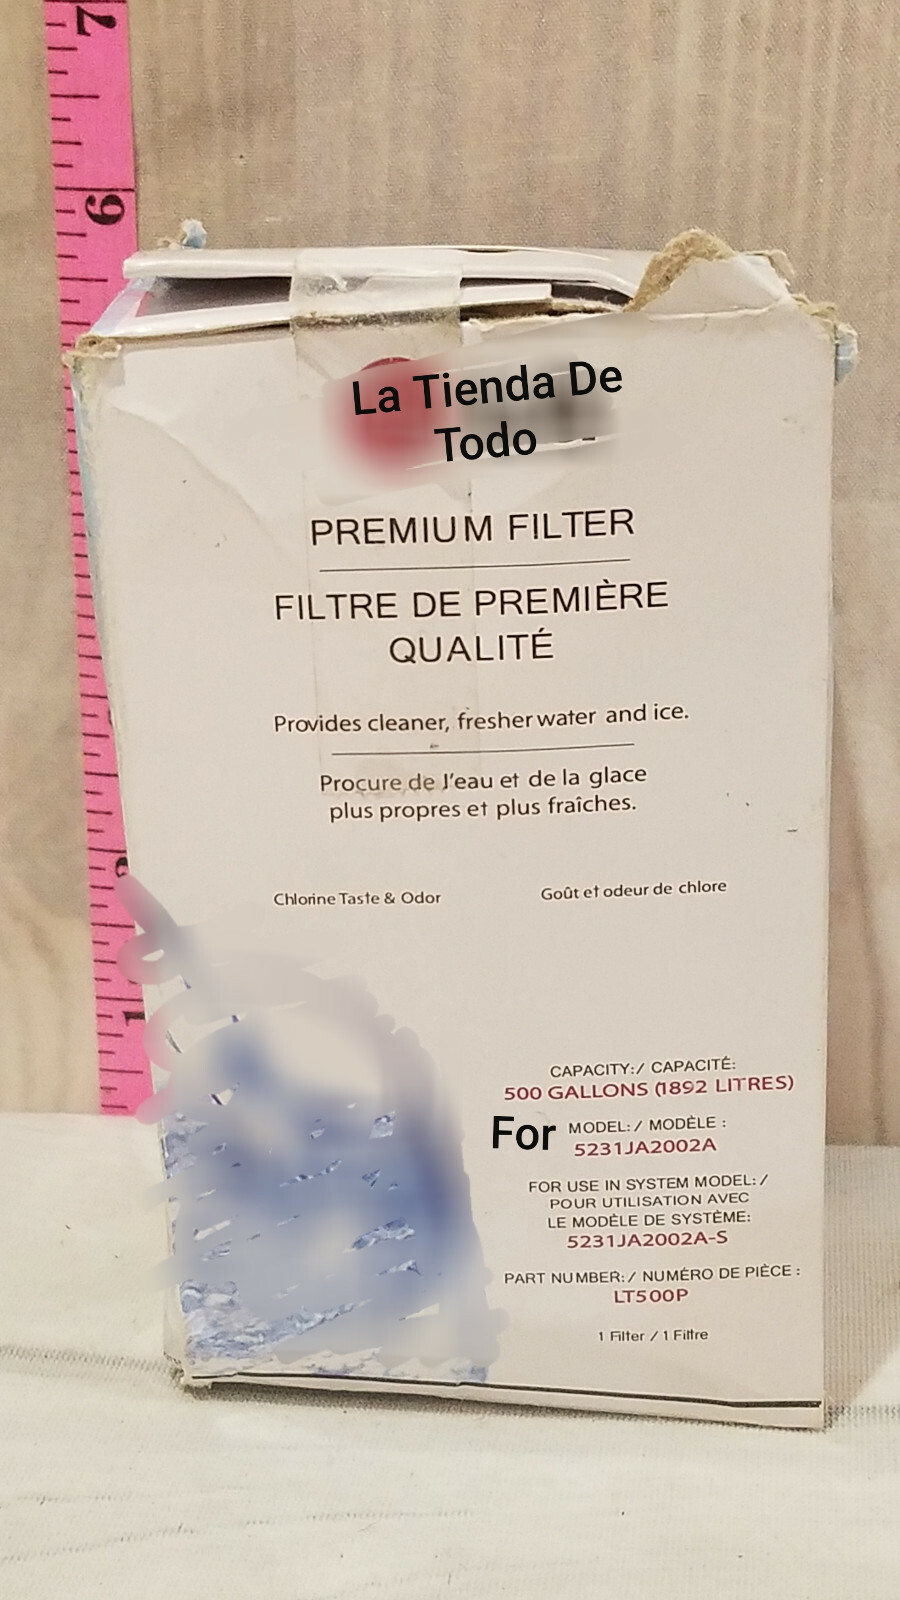 7
6
La Tienda De
Todo
PREMIUM FILTER
FILTRE DE PREMIÈRE
QUALITÉ
Provides cleaner, fresher water and ice.
Procure de l'eau et de la glace
plus propres et plus fraîches.
Chlorine Taste & Odor Goût et odeur de chlore
1
CAPACITY:/ CAPACITÉ:
500 GALLONS (1892 LITRES)
For MODEL:/ MODÈLE :
5231JA2002A
FOR USE IN SYSTEM MODEL:/
POUR UTILISATION AVEC
LE MODÈLE DE SYSTÈME:
5231JA2002A-S
PART NUMBER:/ NUMÉRO DE PIÈCE :
LT500P
1 Filter / 1 Filtre